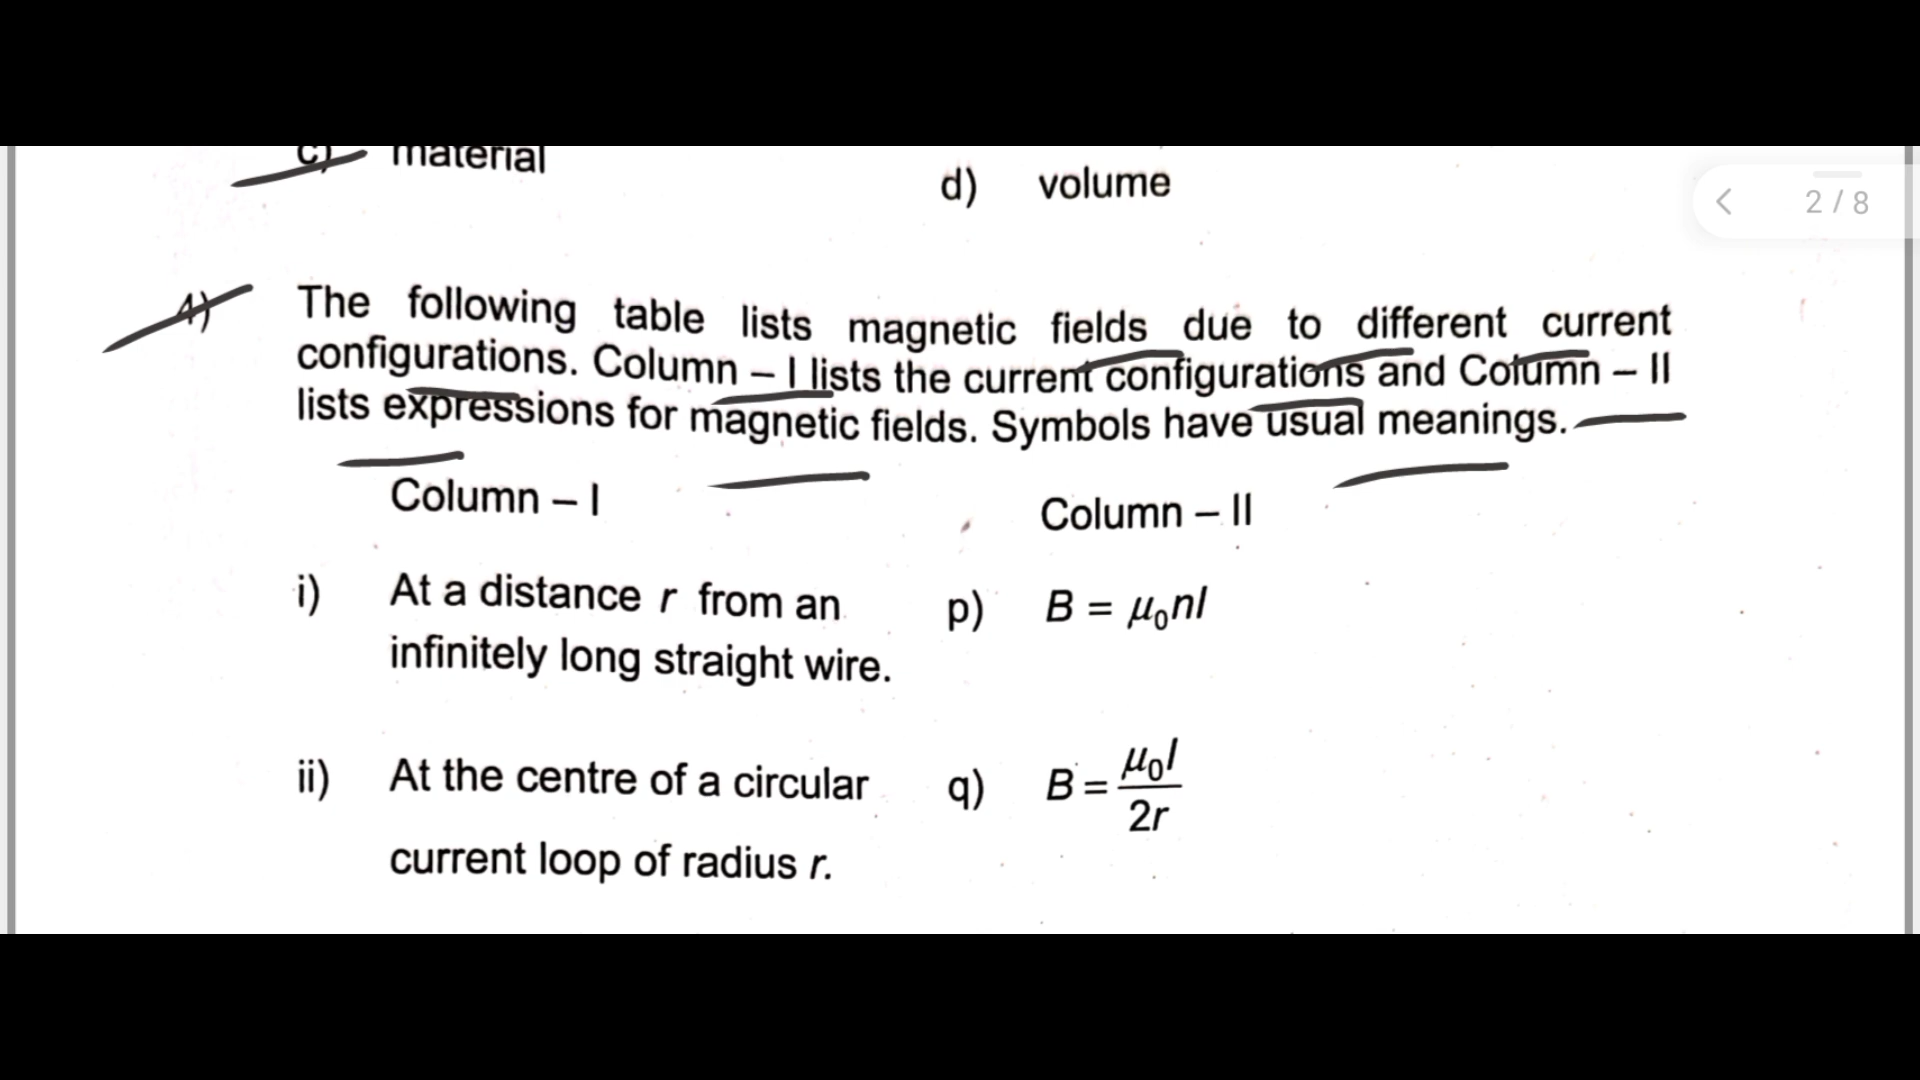 c) material
d) volume
2 / 8
4) The following table lists magnetic fields due to different current
configurations. Column – I lists the current configurations and Column – II
lists expressions for magnetic fields. Symbols have usual meanings.
Column – I Column – II
i) At a distance r from an p) B = μ₀nI
infinitely long straight wire.
ii) At the centre of a circular q) B = μ₀I / 2r
current loop of radius r.